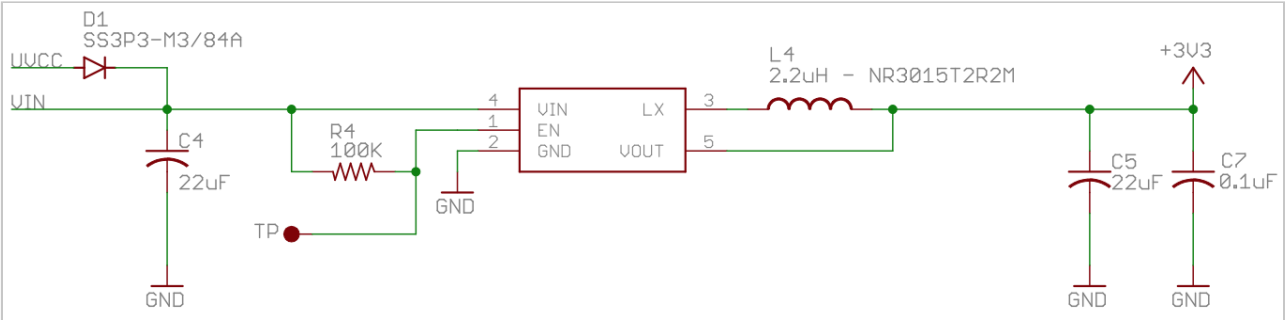 D1
SS3P3-M3/84A
UVCC
VIN
C4
22uF
GND
R4
100K
TP
GND
4
1
2
VIN
EN
GND
LX
VOUT
3
5
L4
2.2uH - NR3015T2R2M
+3V3
C5
22uF
GND
C7
0.1uF
GND